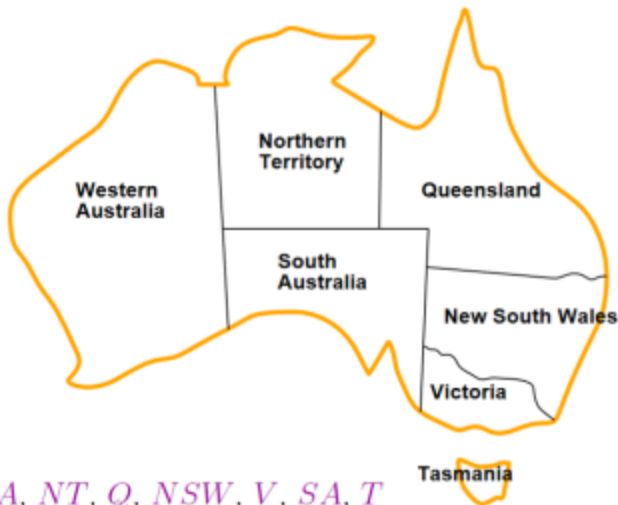 Northern
Territory
Western
Australia
Queensland
South
Australia
New South Wales
Victoria
Tasmania
A, NT, Q, NSW, V, SA, T